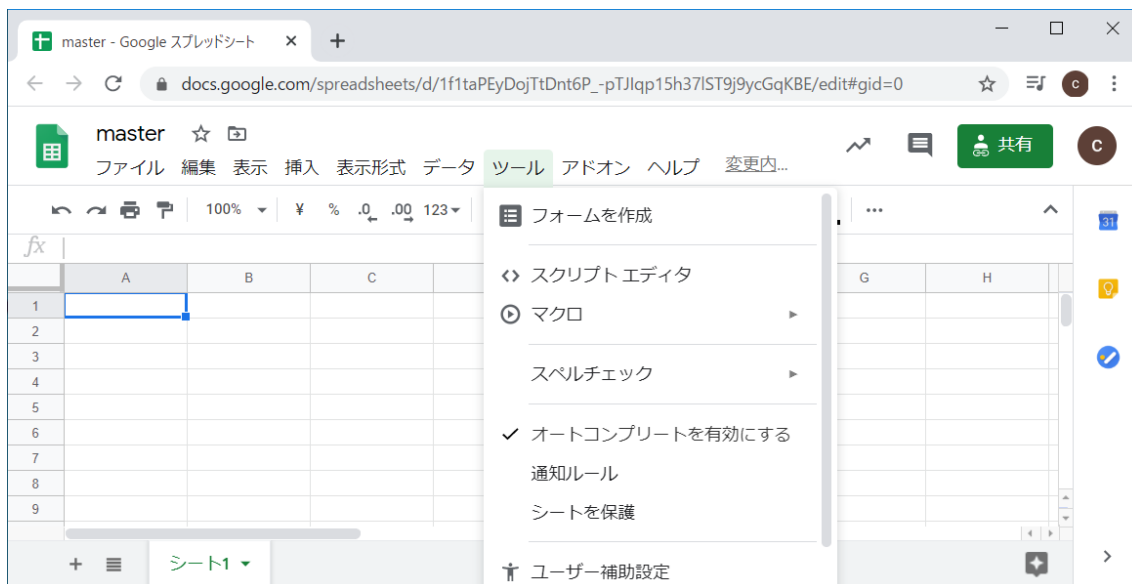 master - Google スプレッドシート
docs.google.com/spreadsheets/d/1f1taPEyDojTtDnt6P_-pTJIqp15h37lST9j9ycGqKBE/edit#gid=0
C
master
ファイル 編集 表示 挿入 表示形式 データ ツール アドオン ヘルプ 変更内...
共有
C
100% ¥ % .0 .00 123
31
fx
A B C G H
1
2
3
4
5
6
7
8
9
フォームを作成
スクリプト エディタ
マクロ
スペルチェック
オートコンプリートを有効にする
通知ルール
シートを保護
ユーザー補助設定
シート1